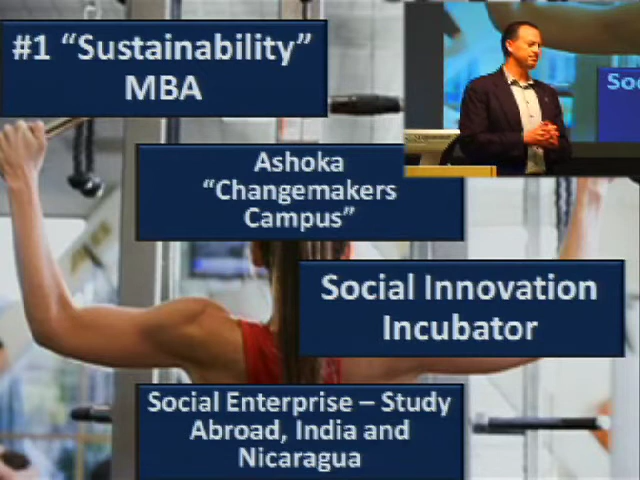 #1 “Sustainability”
MBA
Ashoka
“Changemakers
Campus”
Social Innovation
Incubator
Social Enterprise – Study
Abroad, India and
Nicaragua